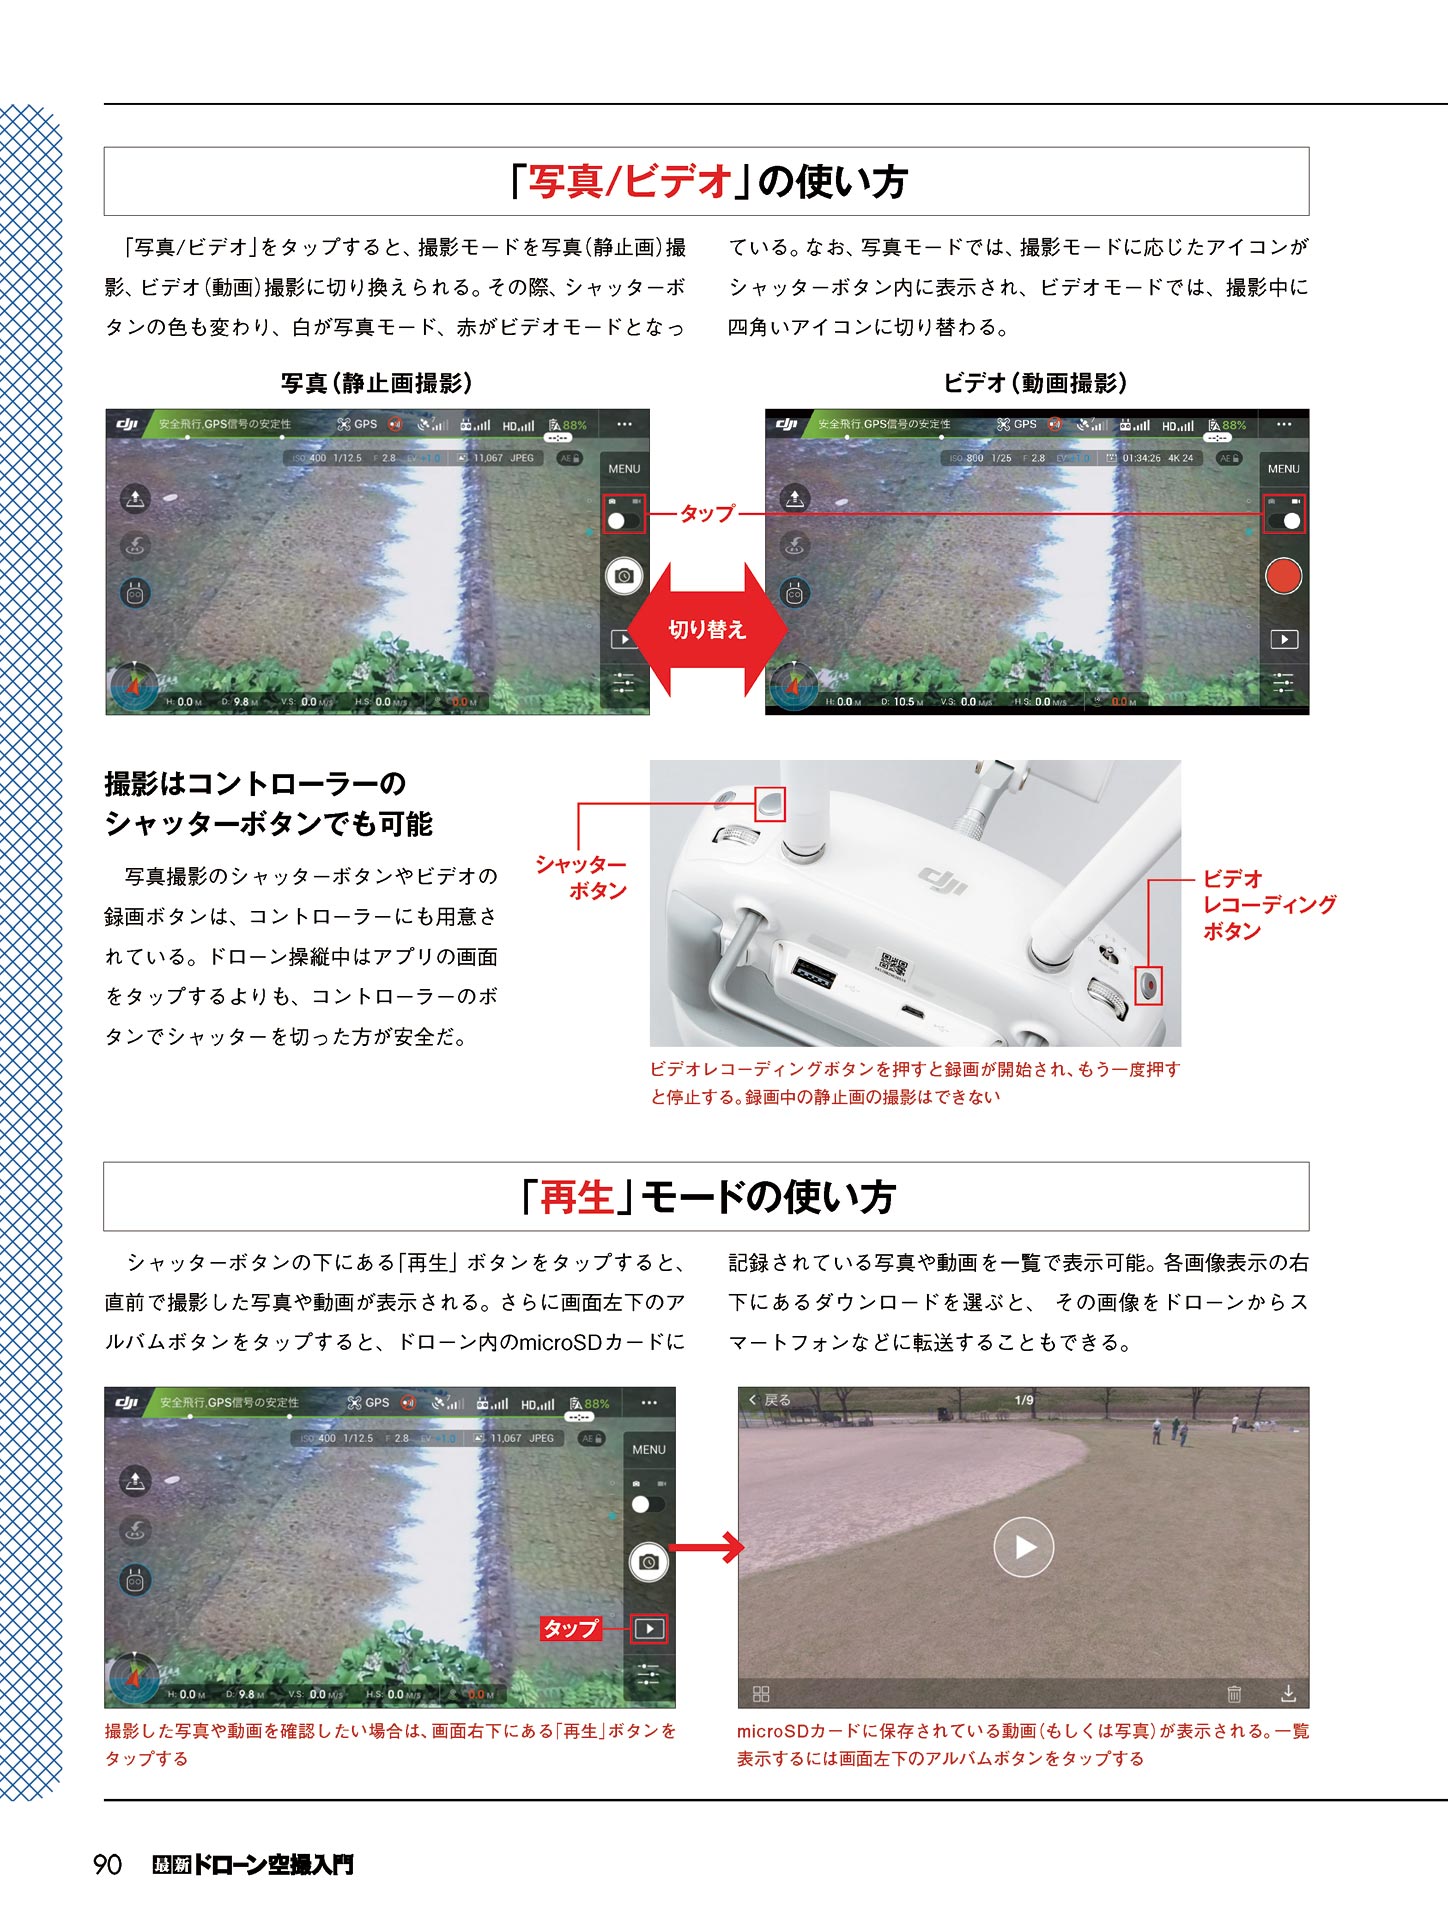 「写真/ビデオ」の使い方
「写真/ビデオ」をタップすると、撮影モードを写真(静止画)撮
影、ビデオ(動画)撮影に切り換えられる。その際、シャッターボ
タンの色も変わり、白が写真モード、赤がビデオモードとなっ
ている。なお、写真モードでは、撮影モードに応じたアイコンが
シャッターボタン内に表示され、ビデオモードでは、撮影中に
四角いアイコンに切り替わる。
写真(静止画撮影)
dji 安全飛行,GPS信号の安定性 GPS HD 88%
ISO 400 1/12.5 F 2.8 EV +1.0 11,067 JPEG AE
MENU
H: 0.0 M D: 9.8 M V.S: 0.0 M/S H.S: 0.0 M/S 0.0 M
タップ
切り替え
ビデオ(動画撮影)
dji 安全飛行,GPS信号の安定性 GPS HD 88%
ISO 800 1/25 F 2.8 EV +1.0 01:34:26 4K 24 AE
MENU
H: 0.0 M D: 10.5 M V.S: 0.0 M/S H.S: 0.0 M/S 0.0 M
撮影はコントローラーの
シャッターボタンでも可能
写真撮影のシャッターボタンやビデオの
録画ボタンは、コントローラーにも用意さ
れている。ドローン操縦中はアプリの画面
をタップするよりも、コントローラーのボ
タンでシャッターを切った方が安全だ。
シャッター
ボタン
dji
ビデオ
レコーディング
ボタン
ビデオレコーディングボタンを押すと録画が開始され、もう一度押す
と停止する。録画中の静止画の撮影はできない
「再生」モードの使い方
シャッターボタンの下にある「再生」ボタンをタップすると、
直前で撮影した写真や動画が表示される。さらに画面左下のア
ルバムボタンをタップすると、ドローン内のmicroSDカードに
記録されている写真や動画を一覧で表示可能。各画像表示の右
下にあるダウンロードを選ぶと、その画像をドローンからス
マートフォンなどに転送することもできる。
dji 安全飛行,GPS信号の安定性 GPS HD 88%
ISO 400 1/12.5 F 2.8 EV +1.0 11,067 JPEG AE
MENU
タップ
H: 0.0 M D: 9.8 M V.S: 0.0 M/S H.S: 0.0 M/S 0.0 M
撮影した写真や動画を確認したい場合は、画面右下にある「再生」ボタンを
タップする
戻る 1/9
microSDカードに保存されている動画(もしくは写真)が表示される。一覧
表示するには画面左下のアルバムボタンをタップする
90 最新ドローン空撮入門